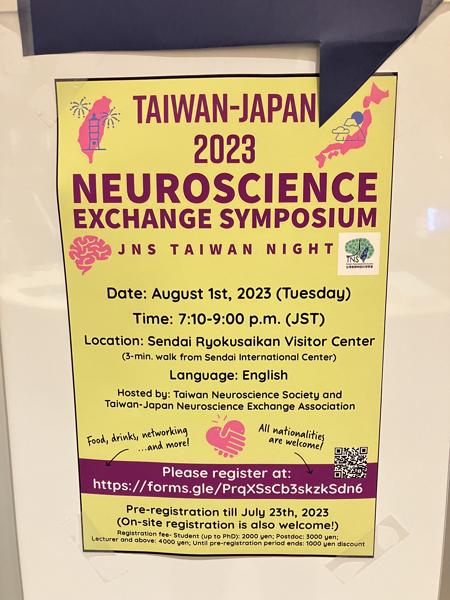 TAIWAN-JAPAN
2023
NEUROSCIENCE
EXCHANGE SYMPOSIUM
JNS TAIWAN NIGHT
TNS
Date: August 1st, 2023 (Tuesday)
Time: 7:10-9:00 p.m. (JST)
Location: Sendai Ryokusaikan Visitor Center
(3-min. walk from Sendai International Center)
Language: English
Hosted by: Taiwan Neuroscience Society and
Taiwan-Japan Neuroscience Exchange Association
Food, drinks, networking
...and more!
All nationalities
are welcome!
Please register at:
https://forms.gle/PrqXSsCb3skzkSdn6
Pre-registration till July 23th, 2023
(On-site registration is also welcome!)
Registration fee- Student (up to PhD): 2000 yen; Postdoc: 3000 yen;
Lecturer and above: 4000 yen; Until pre-registration period ends: 1000 yen discount